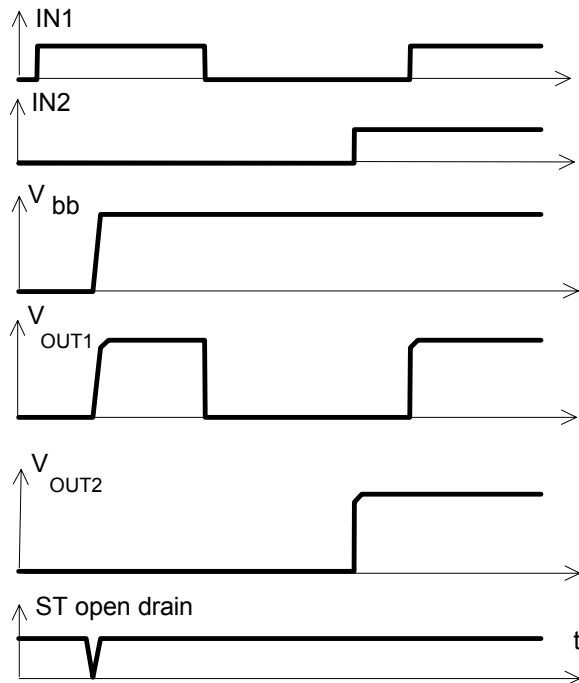 IN1
IN2
V bb
V OUT1
V OUT2
ST open drain
t